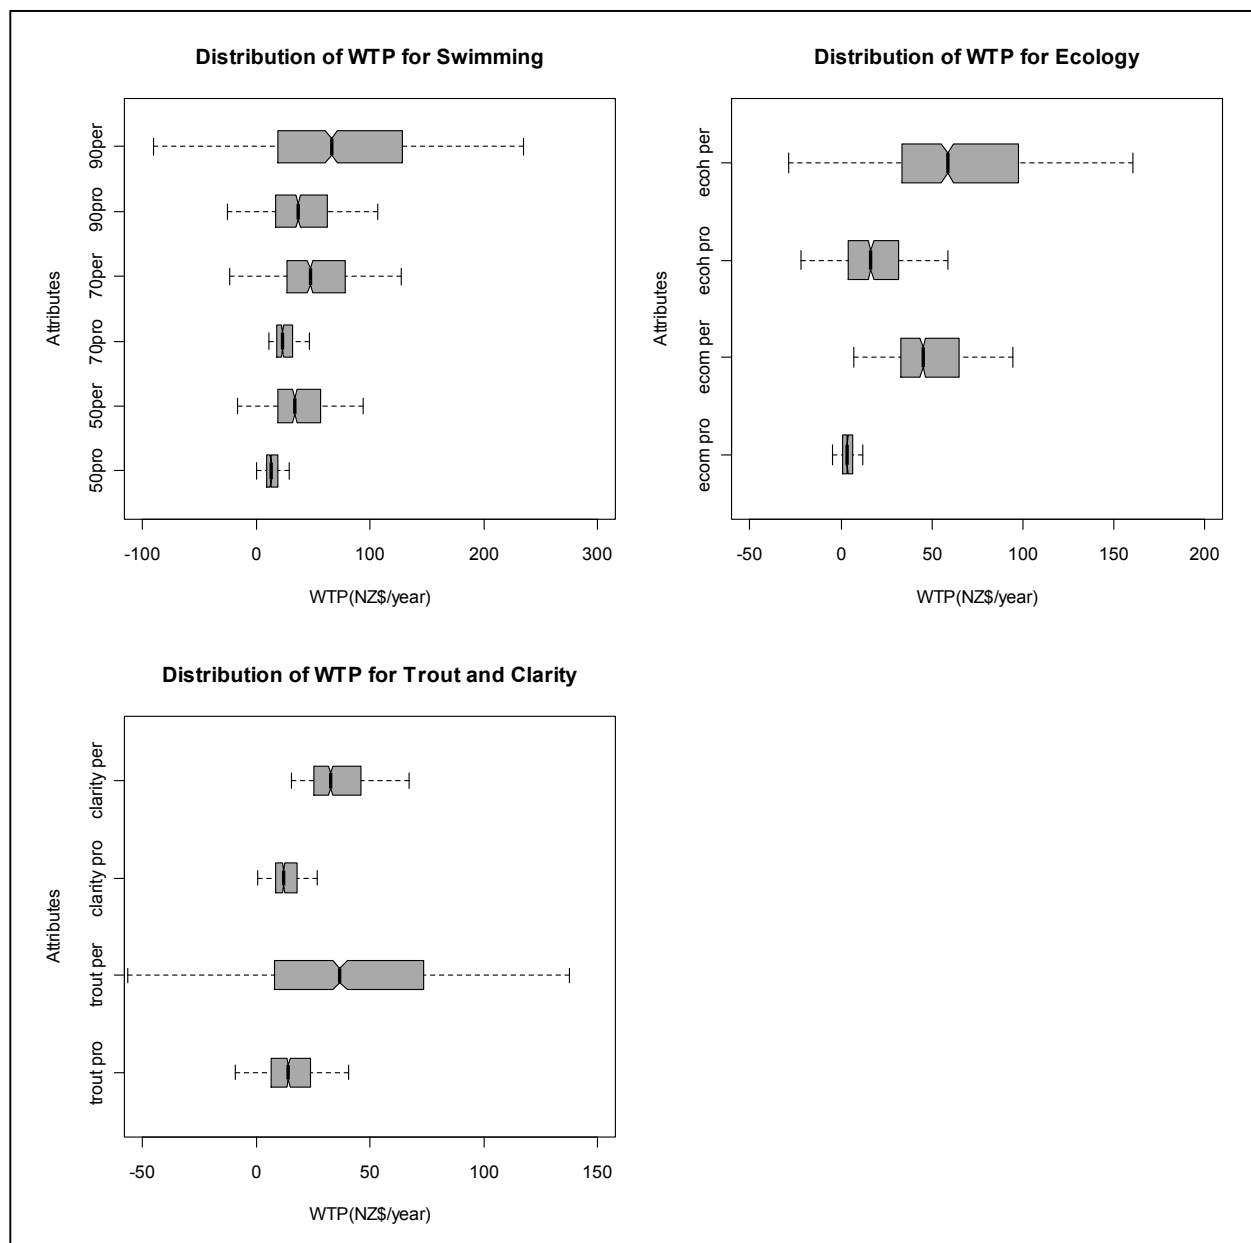 Distribution of WTP for Swimming
Attributes
90per
90pro
70per
70pro
50per
50pro
-100 0 100 200 300
WTP(NZ$/year)
Distribution of WTP for Ecology
Attributes
ecoh per
ecoh pro
ecom per
ecom pro
-50 0 50 100 150 200
WTP(NZ$/year)
Distribution of WTP for Trout and Clarity
Attributes
clarity per
clarity pro
trout per
trout pro
-50 0 50 100 150
WTP(NZ$/year)